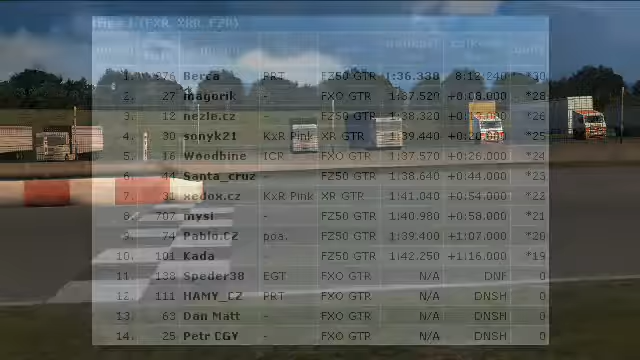 1. 976 Berca PRT FZ50 GTR 1:36.330 8:12.240 *30
2. 27 magorik - FXO GTR 1:37.520 +0:08.000 *28
3. 12 nezle.cz - FZ50 GTR 1:38.320 *26
4. 30 sonyk21 KxR Pink XR GTR 1:39.440 *25
5. 16 Woodbine ICR FXO GTR 1:37.570 +0:26.000 *24
6. 44 Santa_cruz - FZ50 GTR 1:38.640 +0:44.000 *23
7. 31 xedox.cz KxR Pink XR GTR 1:41.040 +0:54.000 *22
8. 707 mysi - FZ50 GTR 1:40.980 +0:58.000 *21
9. 74 Pablo.CZ poa. FZ50 GTR 1:39.400 +1:07.000 *20
10. 101 Kada - FZ50 GTR 1:42.250 +1:16.000 *19
11. 138 Speder38 EGT FXO GTR N/A DNF 0
12. 111 HAMY_CZ PRT FXO GTR N/A DNSH 0
13. 63 Dan Matt - FXO GTR N/A DNSH 0
14. 25 Petr CGY - FXO GTR N/A DNSH 0